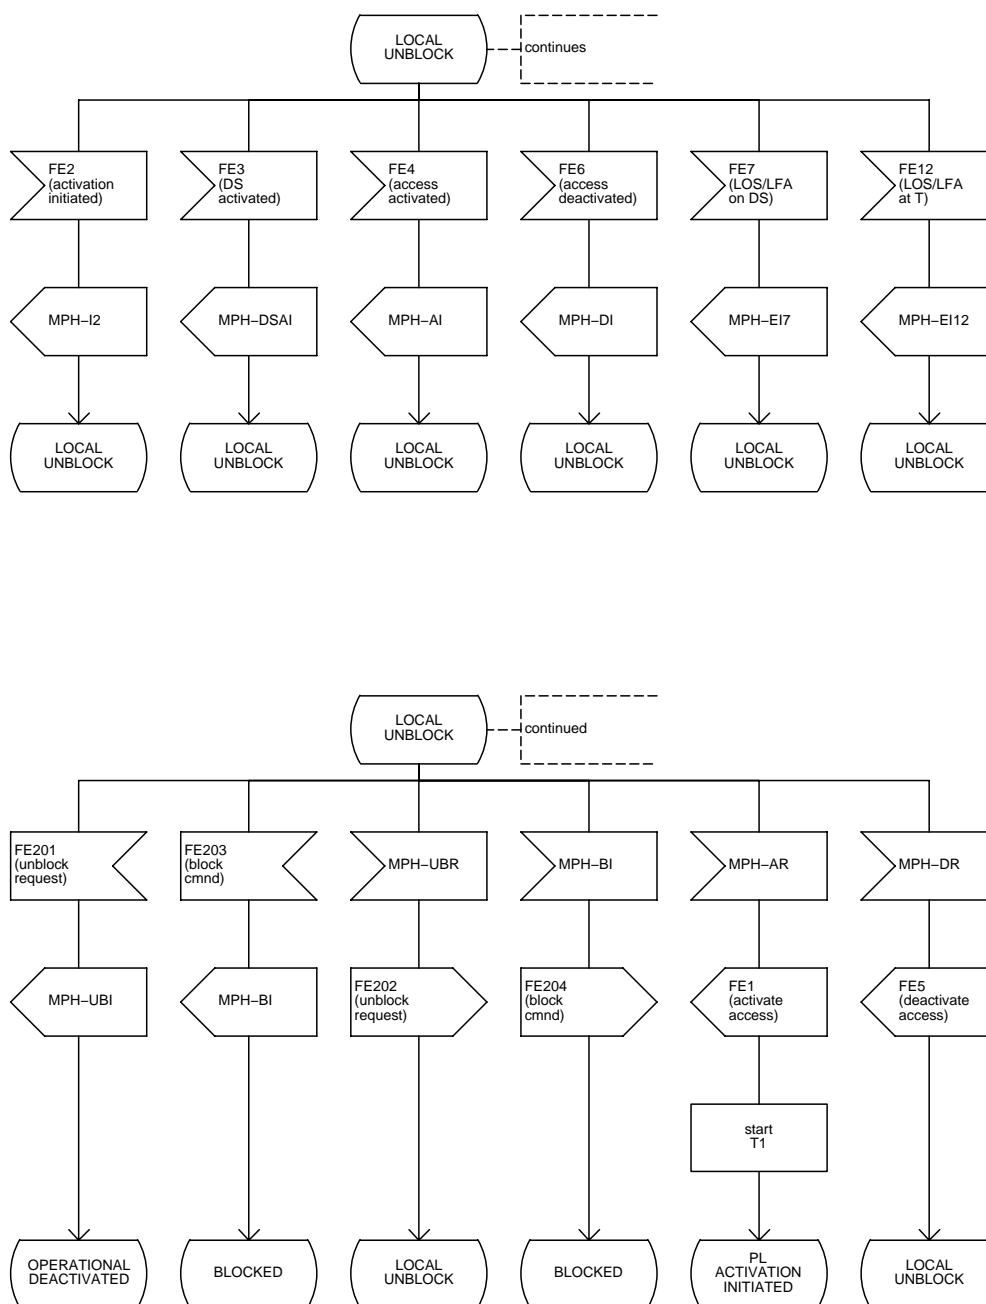 LOCAL
UNBLOCK
continues
FE2
(activation
initiated)
FE3
(DS
activated)
FE4
(access
activated)
FE6
(access
deactivated)
FE7
(LOS/LFA
on DS)
FE12
(LOS/LFA
at T)
MPH−I2
MPH−DSAI
MPH−AI
MPH−DI
MPH−EI7
MPH−EI12
LOCAL
UNBLOCK
LOCAL
UNBLOCK
LOCAL
UNBLOCK
LOCAL
UNBLOCK
LOCAL
UNBLOCK
LOCAL
UNBLOCK
LOCAL
UNBLOCK
continued
FE201
(unblock
request)
FE203
(block
cmnd)
MPH−UBR
MPH−BI
MPH−AR
MPH−DR
MPH−UBI
MPH−BI
FE202
(unblock
request)
FE204
(block
cmnd)
FE1
(activate
access)
FE5
(deactivate
access)
start
T1
OPERATIONAL
DEACTIVATED
BLOCKED
LOCAL
UNBLOCK
BLOCKED
PL
ACTIVATION
INITIATED
LOCAL
UNBLOCK